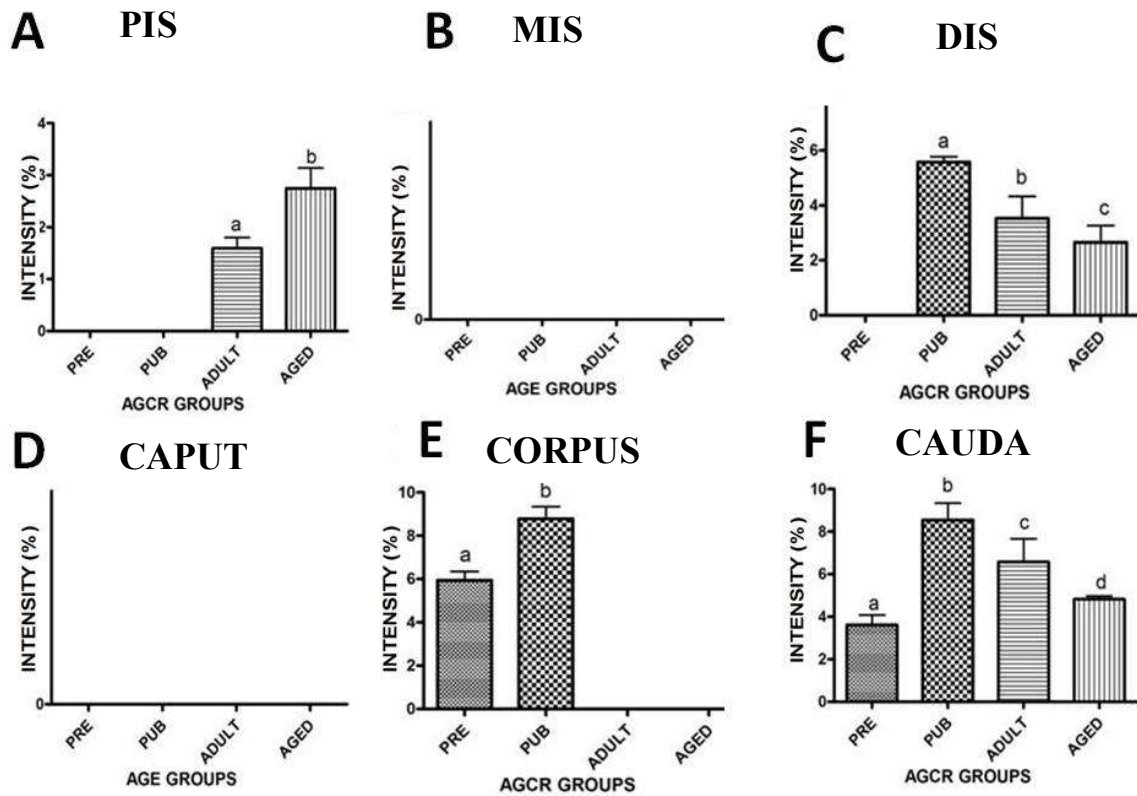 A PIS
INTENSITY (%)
4
3
2
1
0
a
b
PRE
PUB
ADULT
AGED
AGCR GROUPS
B MIS
INTENSITY (%)
0
PRE
PUB
ADULT
AGED
AGE GROUPS
C DIS
INTENSITY (%)
6
4
2
0
a
b
c
PRE
PUB
ADULT
AGED
AGCR GROUPS
D CAPUT
INTENSITY (%)
0
PRE
PUB
ADULT
AGED
AGE GROUPS
E CORPUS
INTENSITY (%)
10
8
6
4
2
0
a
b
PRE
PUB
ADULT
AGED
AGCR GROUPS
F CAUDA
INTENSITY (%)
10
8
6
4
2
0
a
b
c
d
PRE
PUB
ADULT
AGED
AGCR GROUPS